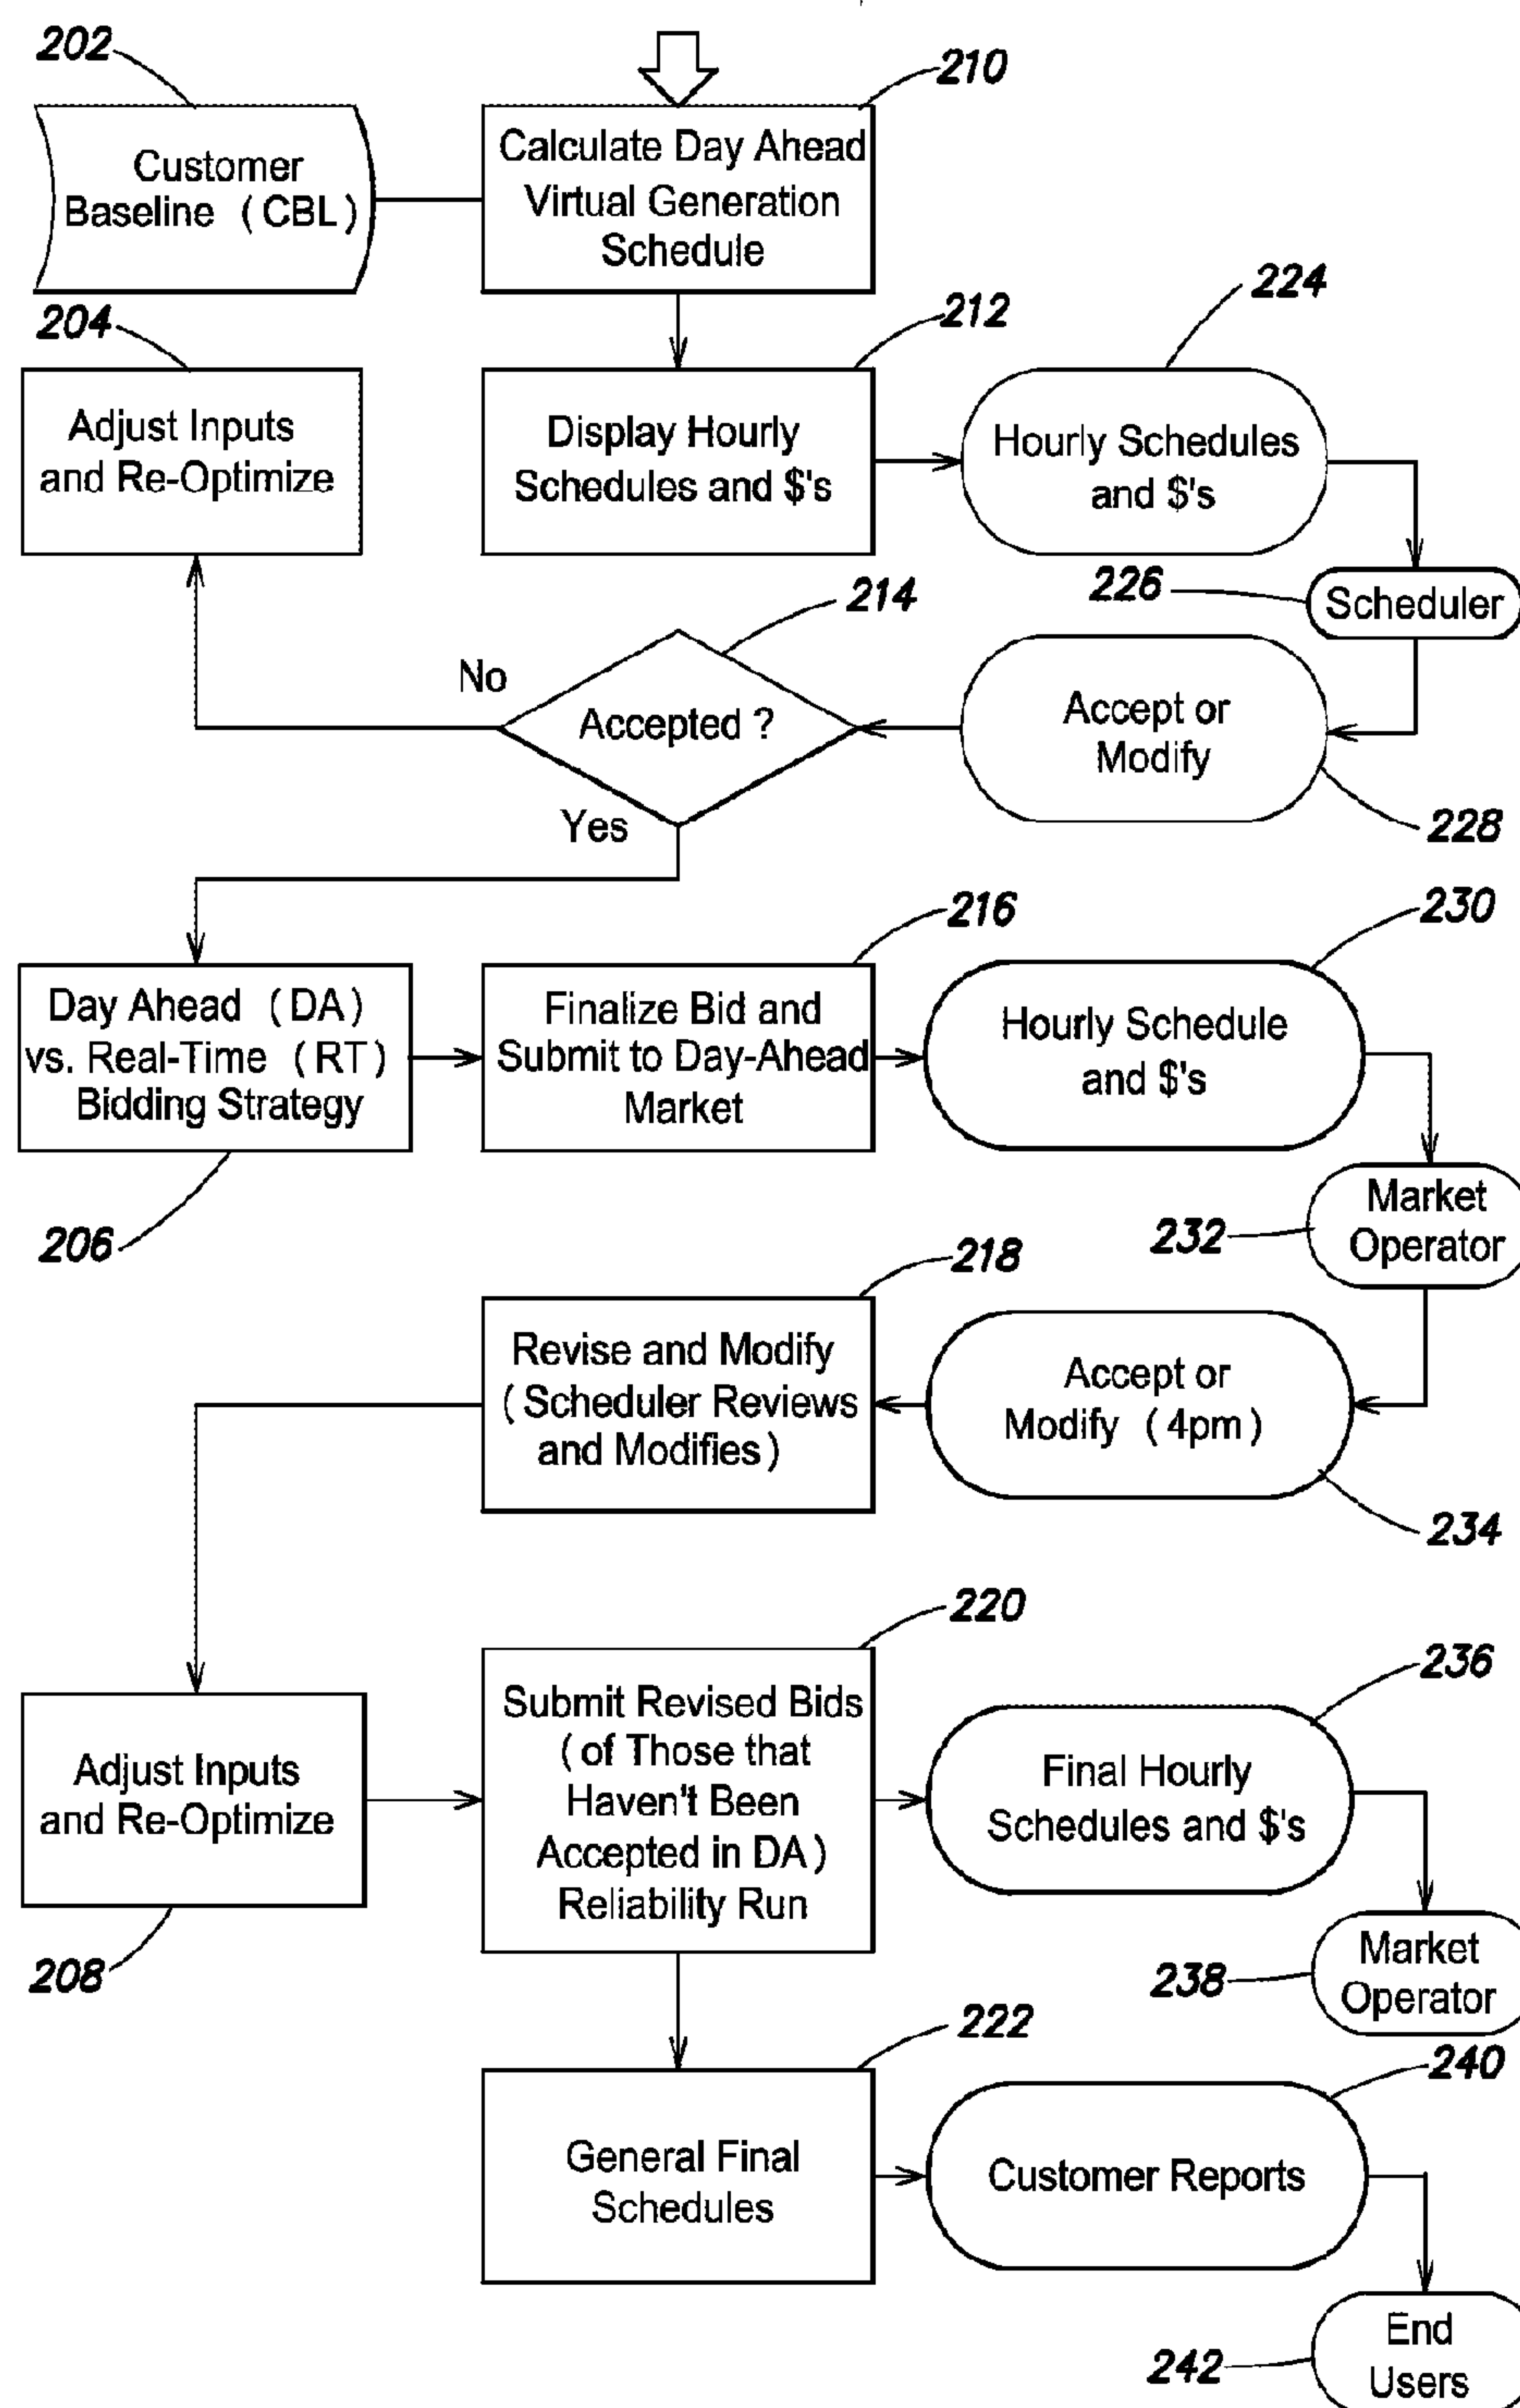 202
210
Customer
Baseline (CBL)
Calculate Day Ahead
Virtual Generation
Schedule
204
212
224
Adjust Inputs
and Re-Optimize
Display Hourly
Schedules and $'s
Hourly Schedules
and $'s
226
Scheduler
214
No
Accepted ?
Yes
Accept or
Modify
228
216
230
Day Ahead (DA)
vs. Real-Time (RT)
Bidding Strategy
Finalize Bid and
Submit to Day-Ahead
Market
Hourly Schedule
and $'s
206
232
Market
Operator
218
Revise and Modify
(Scheduler Reviews
and Modifies)
Accept or
Modify (4pm)
234
220
236
Adjust Inputs
and Re-Optimize
Submit Revised Bids
(of Those that
Haven't Been
Accepted in DA)
Reliability Run
Final Hourly
Schedules and $'s
208
238
Market
Operator
222
240
General Final
Schedules
Customer Reports
242
End
Users